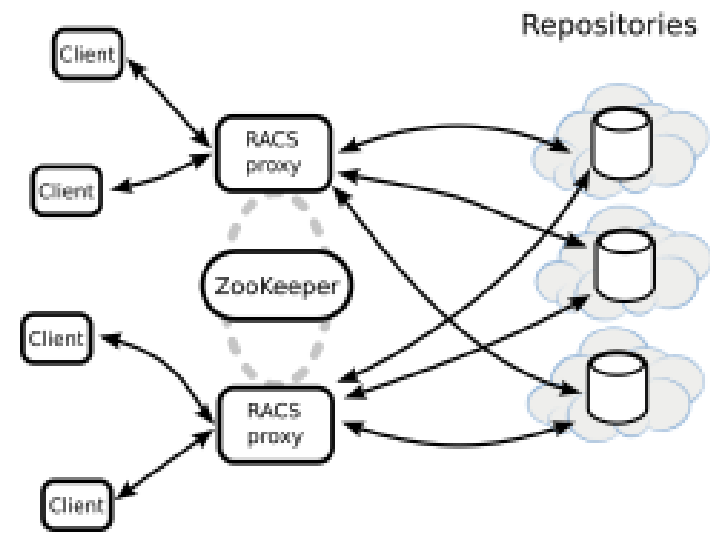 Repositories
Client
RACS
proxy
Client
ZooKeeper
Client
RACS
proxy
Client